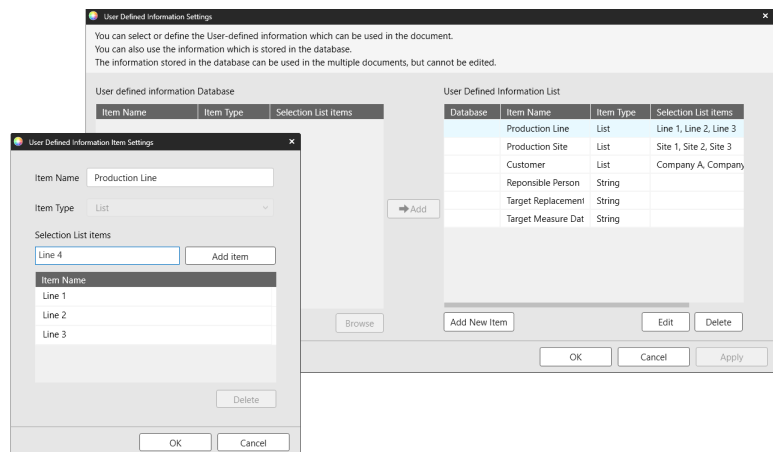 User Defined Information Settings
You can select or define the User-defined information which can be used in the document.
You can also use the information which is stored in the database.
The information stored in the database can be used in the multiple documents, but cannot be edited.
User defined information Database
Item Name Item Type Selection List items
Add
Browse
User Defined Information List
Database Item Name Item Type Selection List items
Production Line List Line 1, Line 2, Line 3
Production Site List Site 1, Site 2, Site 3
Customer List Company A, Company
Reponsible Person String
Target Replacement String
Target Measure Dat String
Add New Item Edit Delete
OK Cancel Apply
User Defined Information Item Settings
Item Name Production Line
Item Type List
Selection List items
Line 4 Add item
Item Name
Line 1
Line 2
Line 3
Delete
OK Cancel